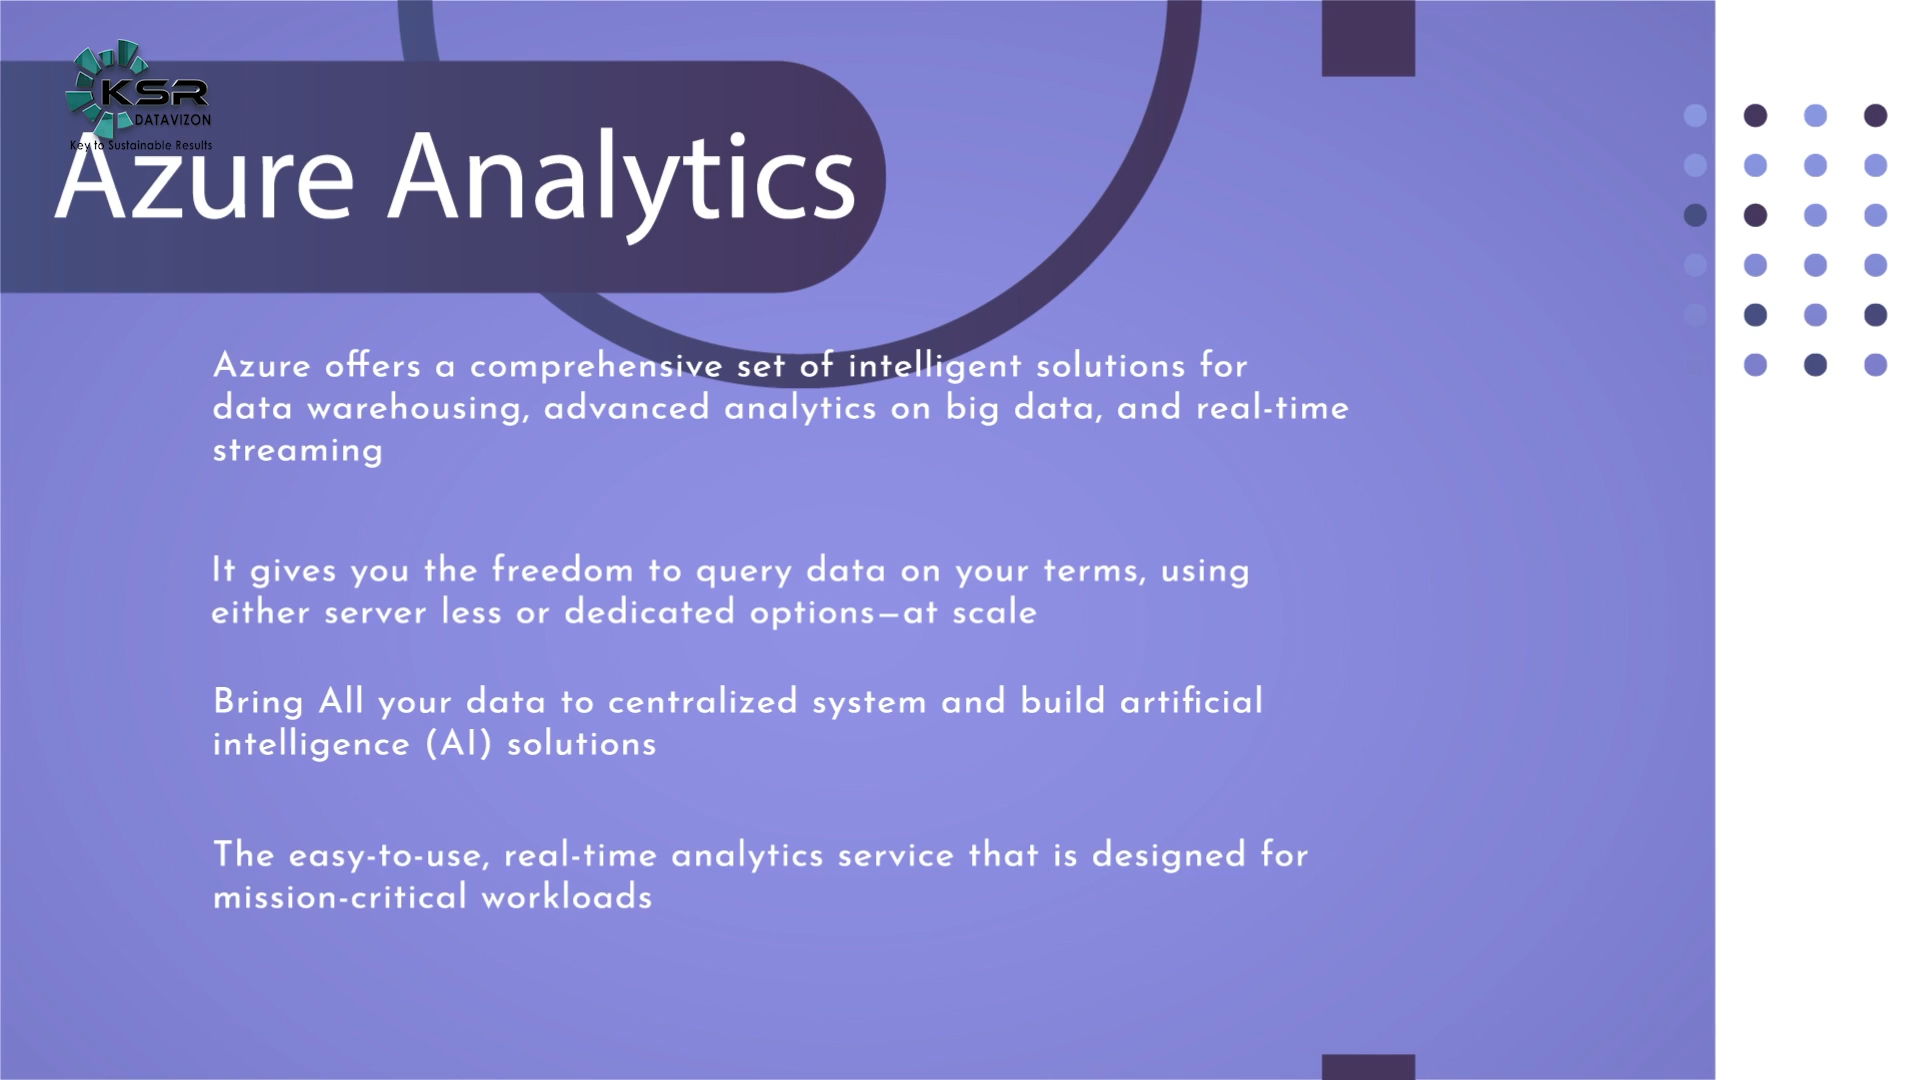 KSR
DATAVIZON
Key to Sustainable Results
Azure Analytics
Azure offers a comprehensive set of intelligent solutions for
data warehousing, advanced analytics on big data, and real-time
streaming
It gives you the freedom to query data on your terms, using
either server less or dedicated options—at scale
Bring All your data to centralized system and build artificial
intelligence (AI) solutions
The easy-to-use, real-time analytics service that is designed for
mission-critical workloads